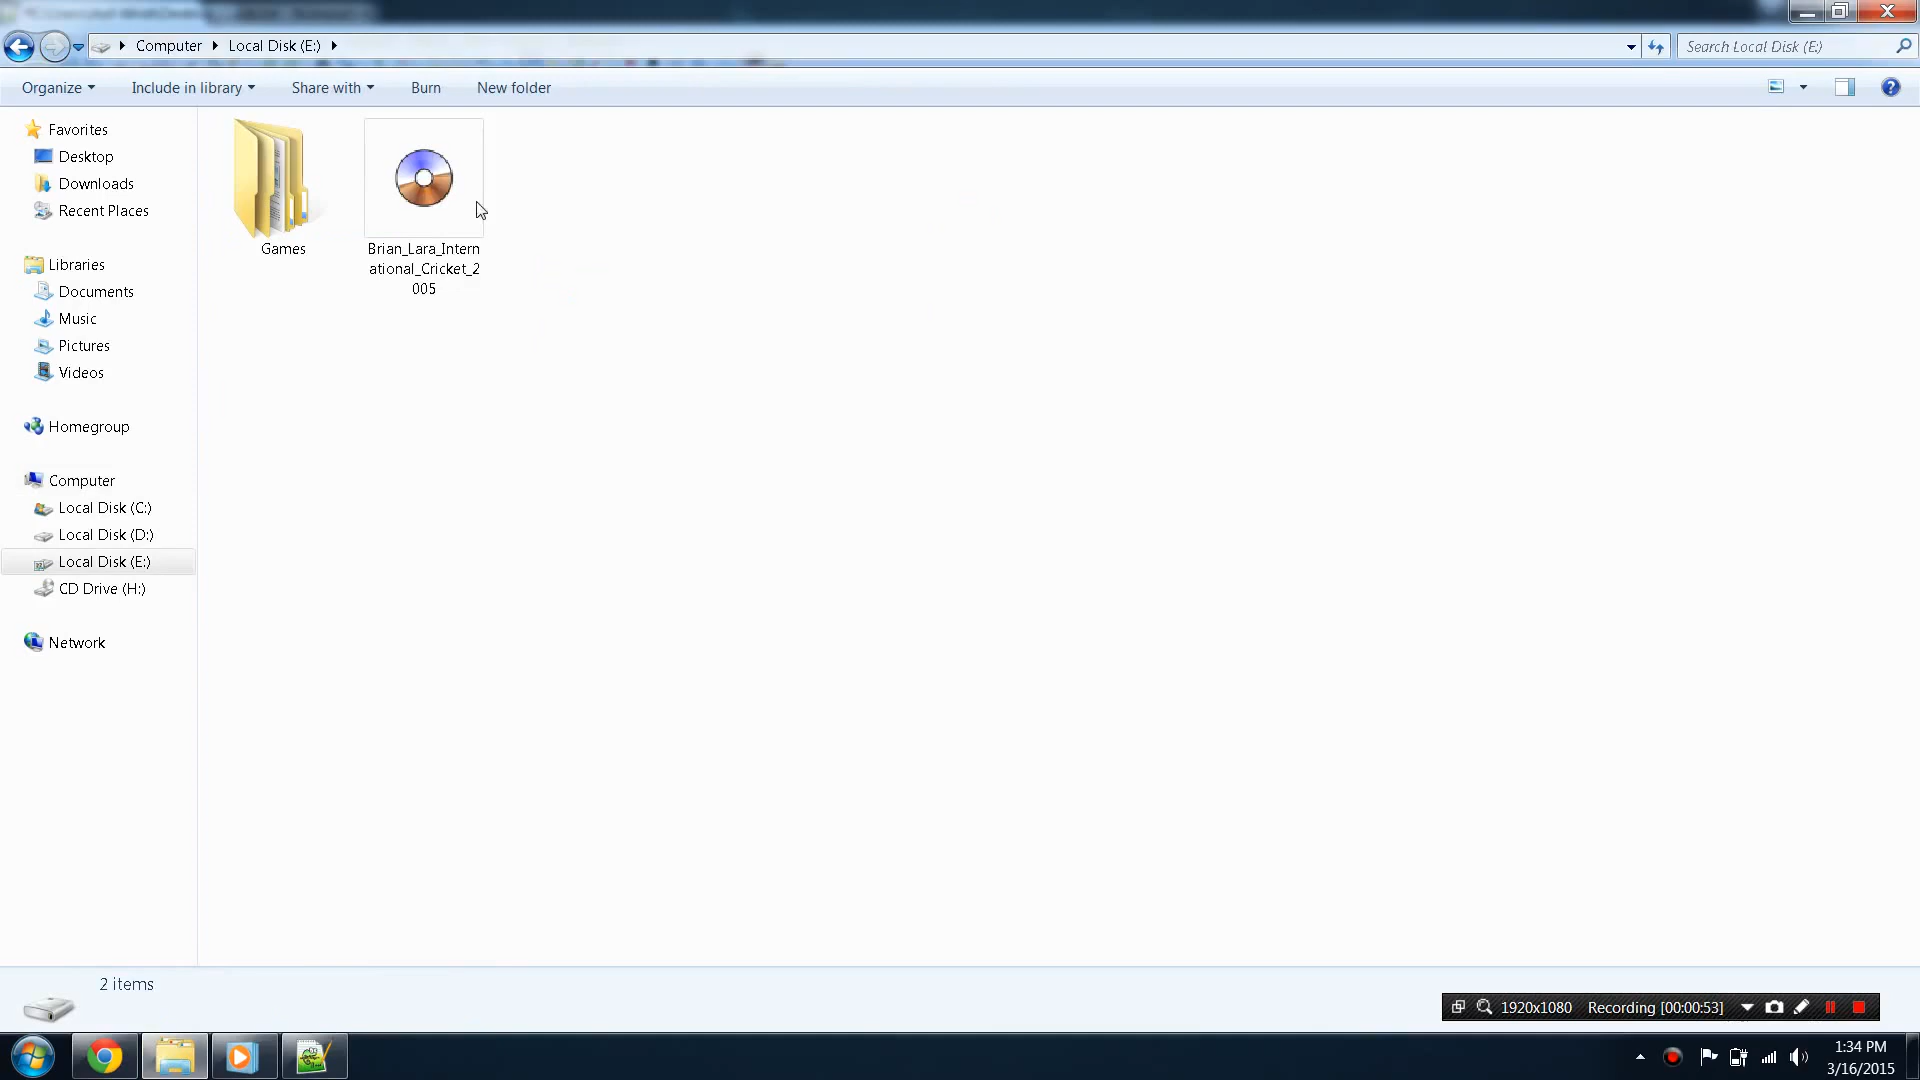 Computer
Local Disk (E:)
Search Local Disk (E:)
Organize
Include in library
Share with
Burn
New folder
Favorites
Desktop
Downloads
Recent Places
Libraries
Documents
Music
Pictures
Videos
Homegroup
Computer
Local Disk (C:)
Local Disk (D:)
Local Disk (E:)
CD Drive (H:)
Network
Games
Brian_Lara_Intern
ational_Cricket_2
005
2 items
1920x1080 Recording [00:00:53]
1:34 PM
3/16/2015